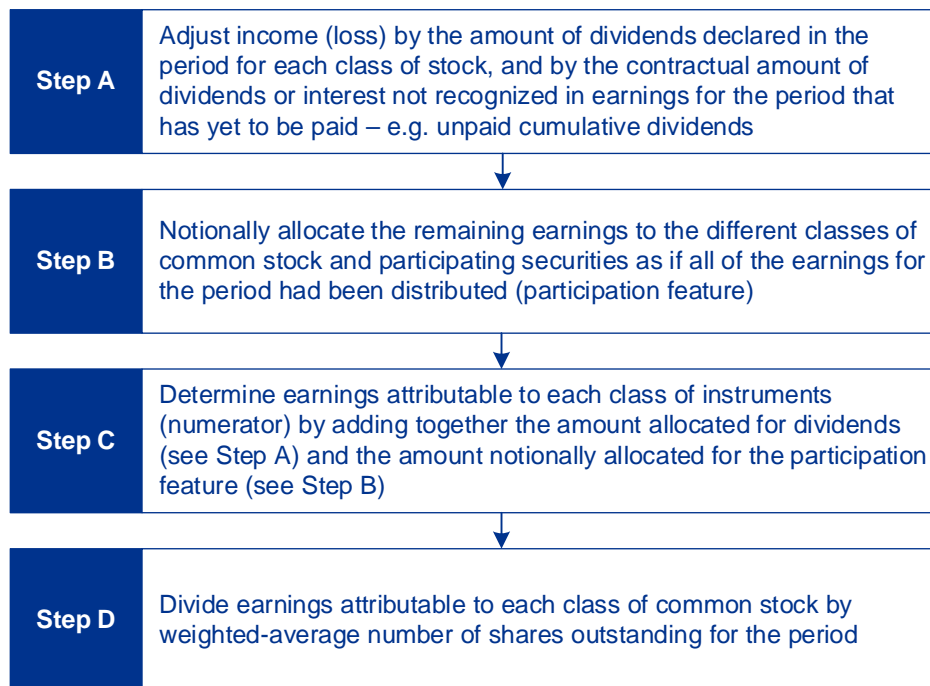 Step A
Adjust income (loss) by the amount of dividends declared in the
period for each class of stock, and by the contractual amount of
dividends or interest not recognized in earnings for the period that
has yet to be paid – e.g. unpaid cumulative dividends
Step B
Notionally allocate the remaining earnings to the different classes of
common stock and participating securities as if all of the earnings for
the period had been distributed (participation feature)
Step C
Determine earnings attributable to each class of instruments
(numerator) by adding together the amount allocated for dividends
(see Step A) and the amount notionally allocated for the participation
feature (see Step B)
Step D
Divide earnings attributable to each class of common stock by
weighted-average number of shares outstanding for the period